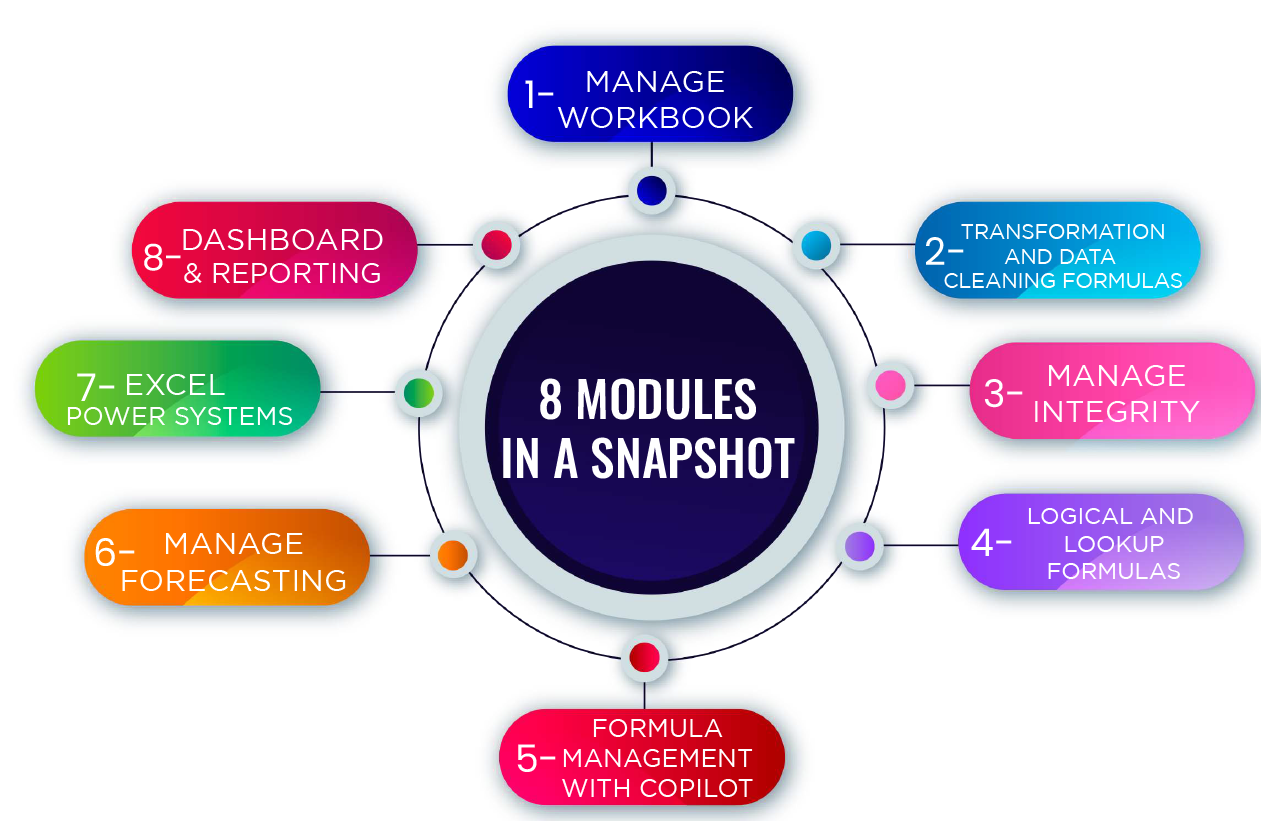 8 MODULES
IN A SNAPSHOT
1- MANAGE
WORKBOOK
2- TRANSFORMATION
AND DATA
CLEANING FORMULAS
3- MANAGE
INTEGRITY
4- LOGICAL AND
LOOKUP
FORMULAS
5- FORMULA
MANAGEMENT
WITH COPILOT
6- MANAGE
FORECASTING
7- EXCEL
POWER SYSTEMS
8- DASHBOARD
& REPORTING